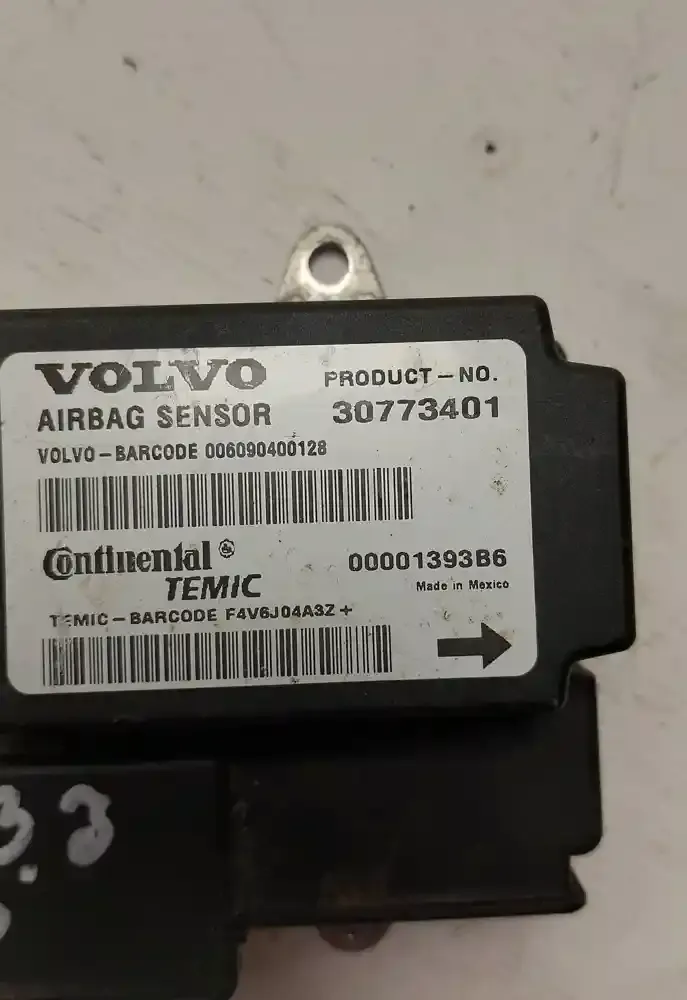 VOLVO PRODUCT-NO.
AIRBAG SENSOR 30773401
VOLVO-BARCODE 006090400128
Continental ® 00001393B6
TEMIC Made in Mexico
TEMIC-BARCODE F4V6J04A3Z+